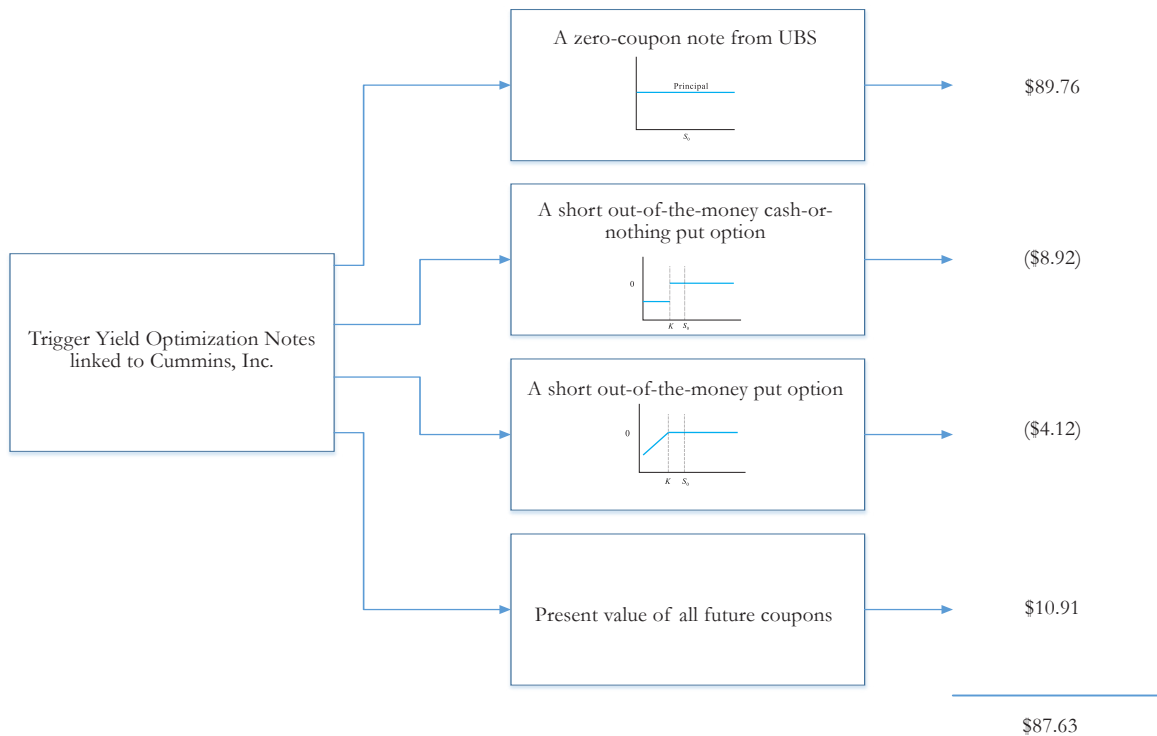 A zero-coupon note from UBS
Principal
S₀
$89.76
A short out-of-the-money cash-or-
nothing put option
0
K S₀
($8.92)
Trigger Yield Optimization Notes
linked to Cummins, Inc.
A short out-of-the-money put option
0
K S₀
($4.12)
Present value of all future coupons
$10.91
$87.63